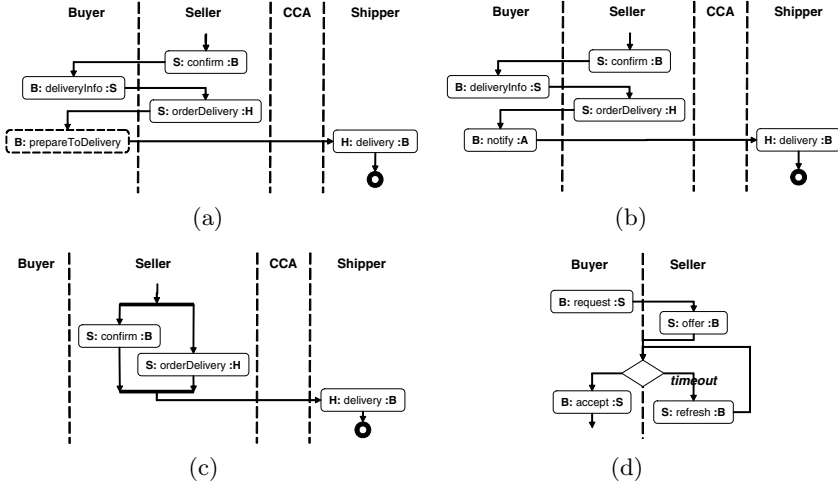 Buyer Seller CCA Shipper
S: confirm :B
B: deliveryInfo :S
S: orderDelivery :H
B: prepareToDelivery
H: delivery :B
(a)
Buyer Seller CCA Shipper
S: confirm :B
B: deliveryInfo :S
S: orderDelivery :H
B: notify :A
H: delivery :B
(b)
Buyer Seller CCA Shipper
S: confirm :B
S: orderDelivery :H
H: delivery :B
(c)
Buyer Seller
B: request :S
S: offer :B
timeout
B: accept :S
S: refresh :B
(d)